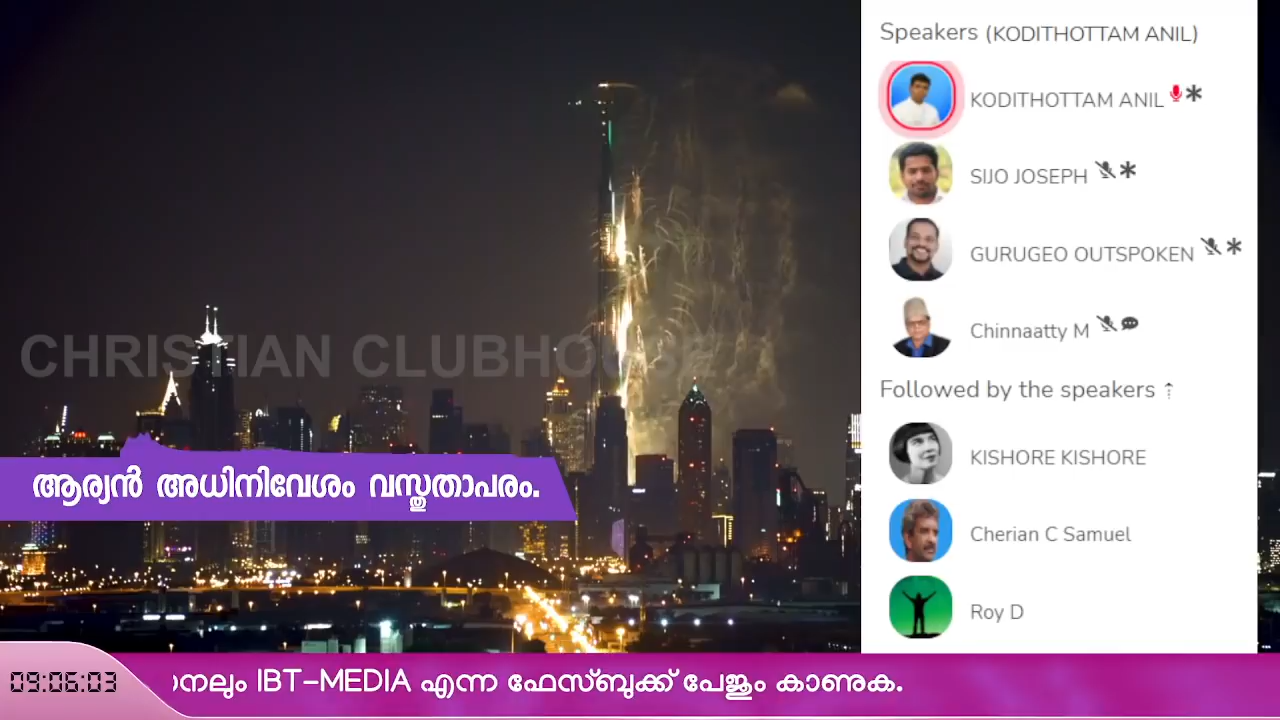 Speakers (KODITHOTTAM ANIL)
KODITHOTTAM ANIL
SIJO JOSEPH
GURUGEO OUTSPOKEN
Chinnaatty M
Followed by the speakers ⇡
KISHORE KISHORE
Cherian C Samuel
Roy D
CHRISTIAN CLUBHOUSE
ആര്യൻ അധിനിവേശം വസ്തുതാപരം.
09:06:03
IBT-MEDIA എന്ന ഫേസ്ബുക്ക് പേജും കാണുക.